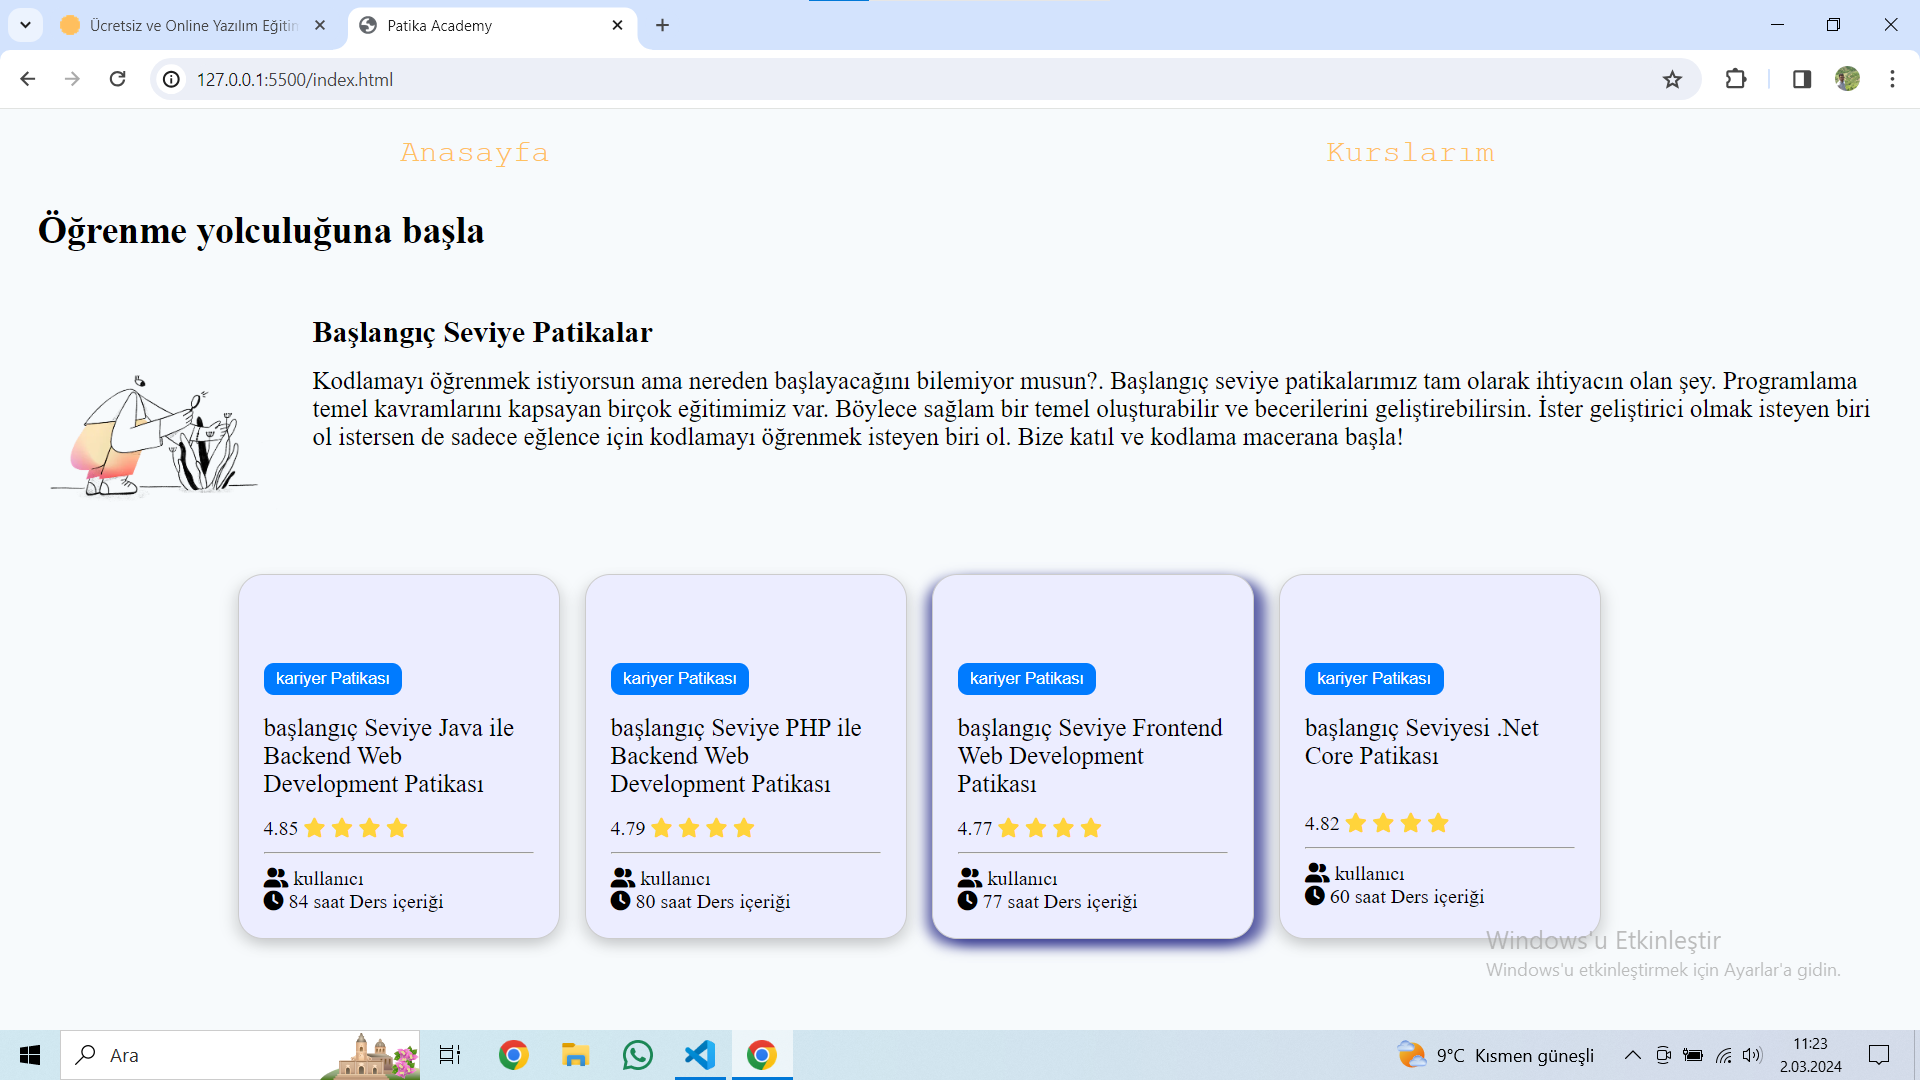 Ücretsiz ve Online Yazılım Eğitin
Patika Academy
127.0.0.1:5500/index.html
Anasayfa
Kurslarım
Öğrenme yolculuğuna başla
Başlangıç Seviye Patikalar
Kodlamayı öğrenmek istiyorsun ama nereden başlayacağını bilemiyor musun?. Başlangıç seviye patikalarımız tam olarak ihtiyacın olan şey. Programlama
temel kavramlarını kapsayan birçok eğitimimiz var. Böylece sağlam bir temel oluşturabilir ve becerilerini geliştirebilirsin. İster geliştirici olmak isteyen biri
ol istersen de sadece eğlence için kodlamayı öğrenmek isteyen biri ol. Bize katıl ve kodlama macerana başla!
kariyer Patikası
başlangıç Seviye Java ile
Backend Web
Development Patikası
4.85
kullanıcı
84 saat Ders içeriği
kariyer Patikası
başlangıç Seviye PHP ile
Backend Web
Development Patikası
4.79
kullanıcı
80 saat Ders içeriği
kariyer Patikası
başlangıç Seviye Frontend
Web Development
Patikası
4.77
kullanıcı
77 saat Ders içeriği
kariyer Patikası
başlangıç Seviyesi .Net
Core Patikası
4.82
kullanıcı
60 saat Ders içeriği
Windows'u Etkinleştir
Windows'u etkinleştirmek için Ayarlar'a gidin.
Ara
9°C Kısmen güneşli
11:23
2.03.2024